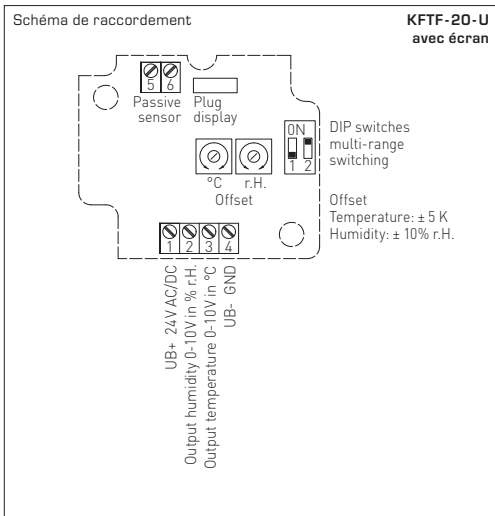 Schéma de raccordement
KFTF-20-U
avec écran
5 6
Passive
sensor
Plug
display
ON
1 2
DIP switches
multi-range
switching
°C r.H.
Offset
Offset
Temperature: ± 5 K
Humidity: ± 10% r.H.
1 2 3 4
UB+ 24V AC/DC
Output humidity 0-10V in % r.H.
Output temperature 0-10V in °C
UB- GND